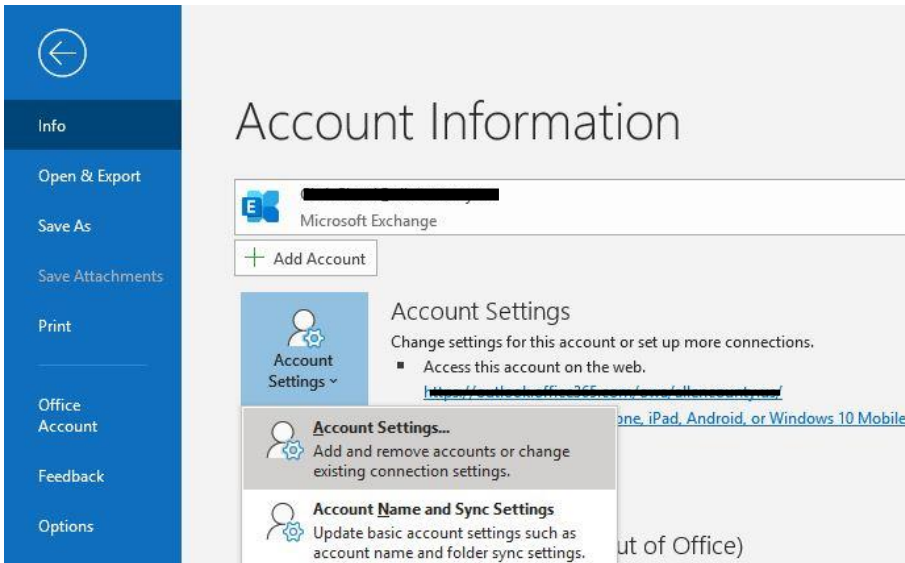 Info
Open & Export
Save As
Save Attachments
Print
Office
Account
Feedback
Options
Account Information
Microsoft Exchange
Add Account
Account
Settings
Account Settings
Change settings for this account or set up more connections.
▪ Access this account on the web.
one, iPad, Android, or Windows 10 Mobile
Account Settings...
Add and remove accounts or change
existing connection settings.
Account Name and Sync Settings
Update basic account settings such as
account name and folder sync settings.
ut of Office)